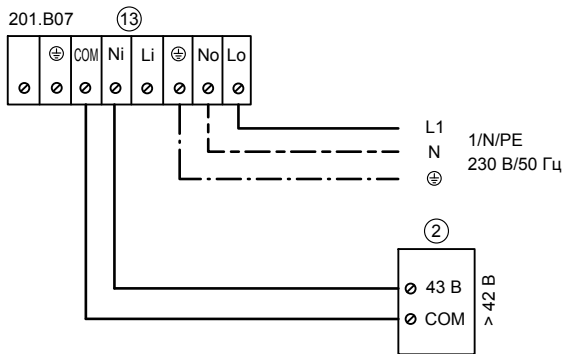 201.B07 13
COM Ni Li No Lo
L1
N
1/N/PE
230 В/50 Гц
2
43 В
COM
> 42 В